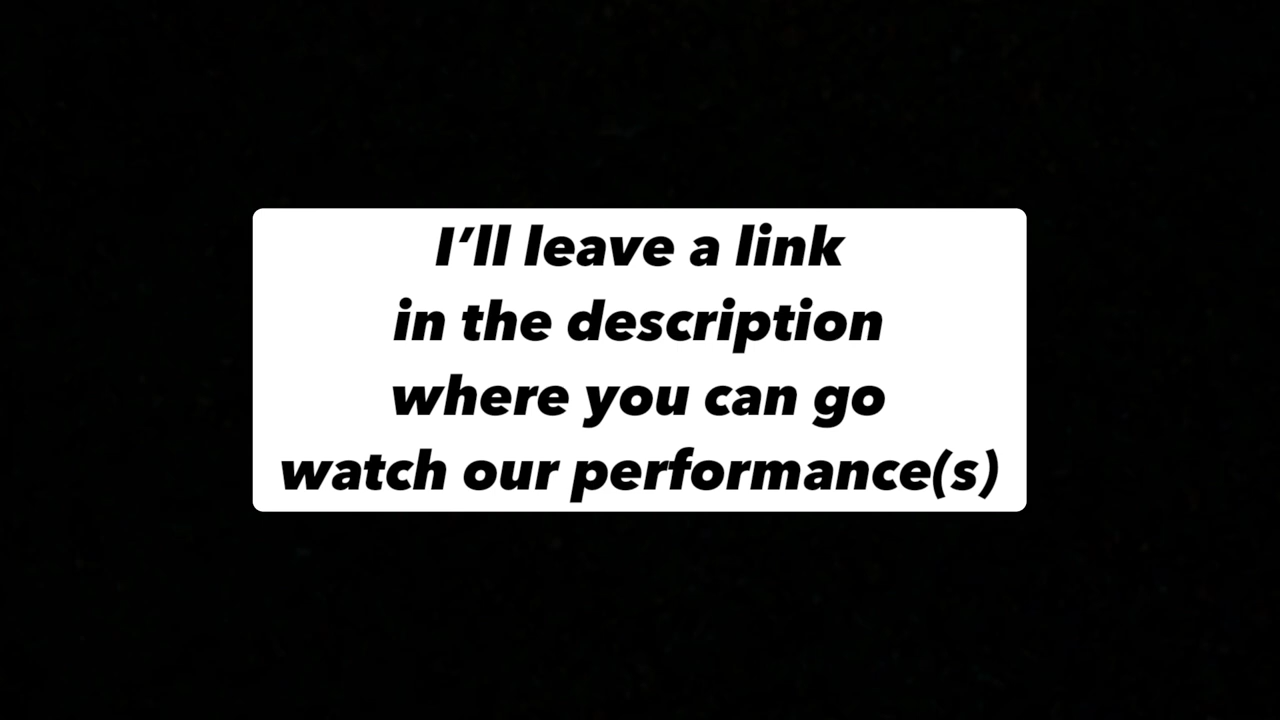 I’ll leave a link
in the description
where you can go
watch our performance(s)